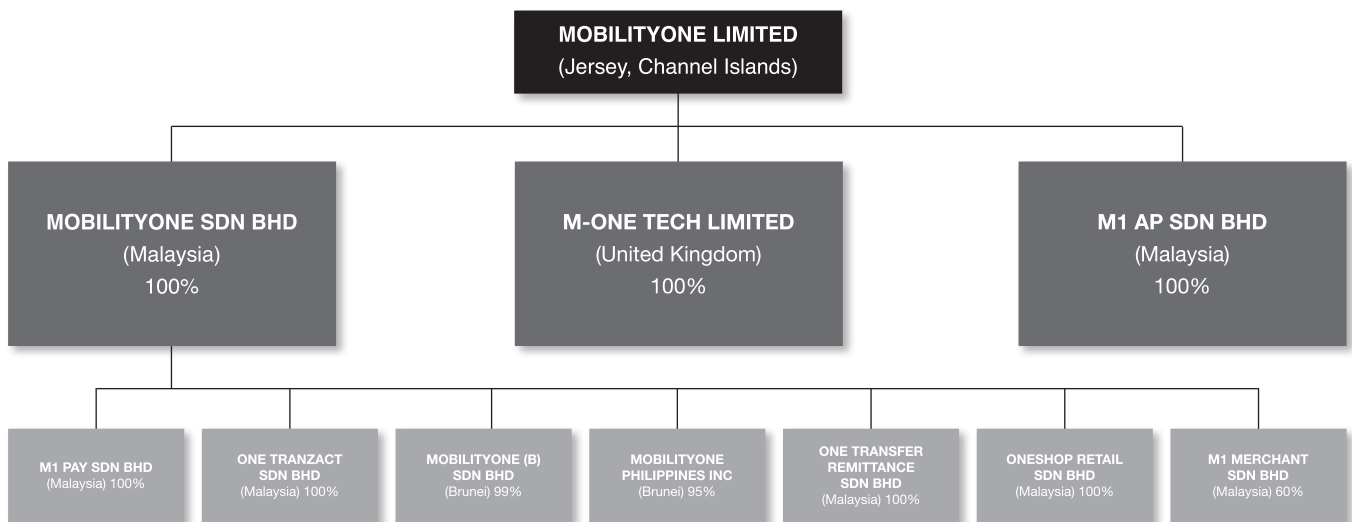 MOBILITYONE LIMITED
(Jersey, Channel Islands)
MOBILITYONE SDN BHD
(Malaysia)
100%
M-ONE TECH LIMITED
(United Kingdom)
100%
M1 AP SDN BHD
(Malaysia)
100%
M1 PAY SDN BHD
(Malaysia) 100%
ONE TRANZACT
SDN BHD
(Malaysia) 100%
MOBILITYONE (B)
SDN BHD
(Brunei) 99%
MOBILITYONE
PHILIPPINES INC
(Brunei) 95%
ONE TRANSFER
REMITTANCE
SDN BHD
(Malaysia) 100%
ONESHOP RETAIL
SDN BHD
(Malaysia) 100%
M1 MERCHANT
SDN BHD
(Malaysia) 60%